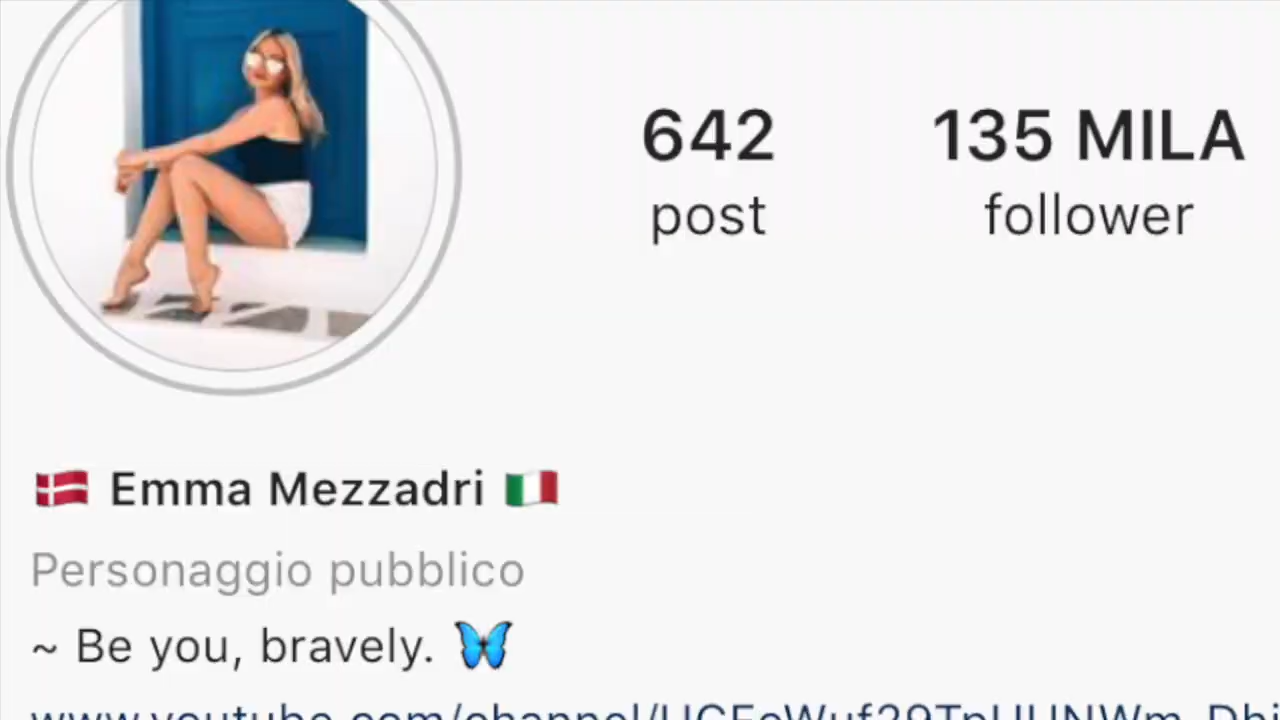 642 135 MILA
post follower
🇩🇰 Emma Mezzadri 🇮🇹
Personaggio pubblico
~ Be you, bravely. 🦋